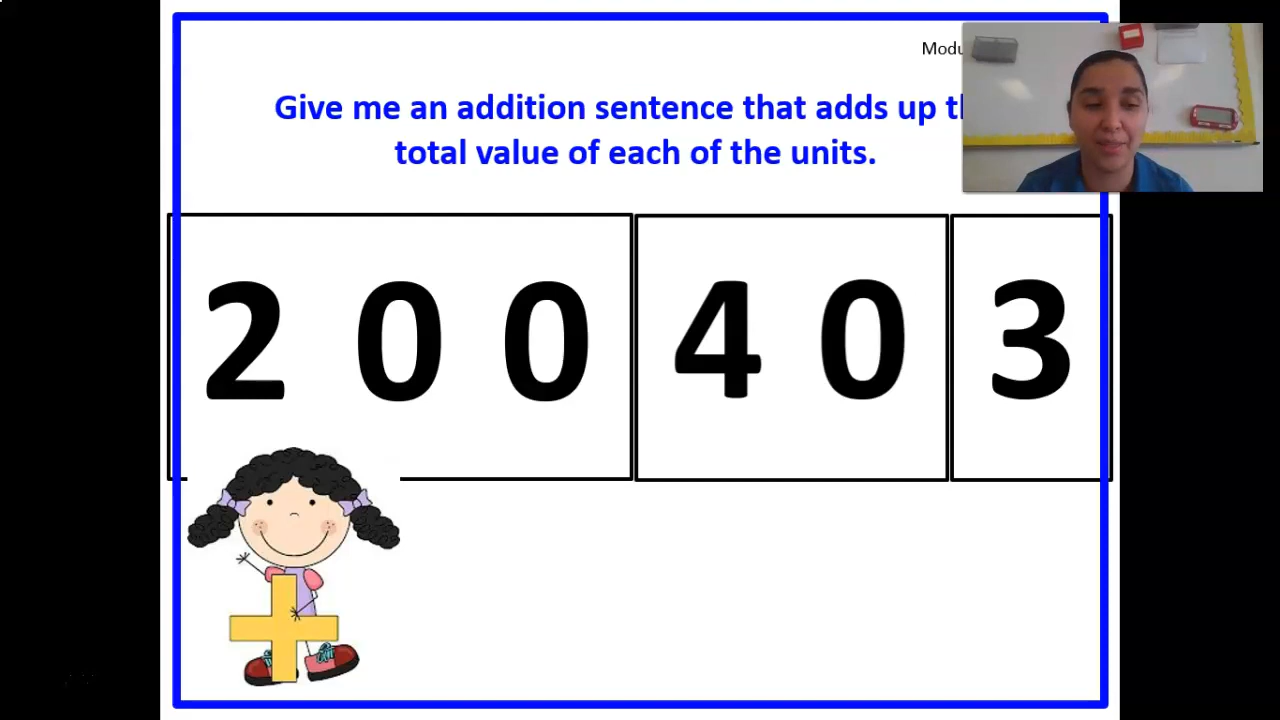 Give me an addition sentence that adds up
total value of each of the units.
2 0 0 4 0 3